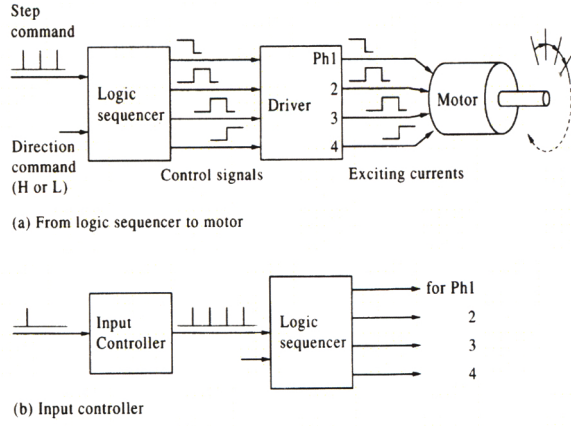 Step
command
Logic
sequencer
Direction
command
(H or L)
Control signals
Driver
Ph1
2
3
4
Exciting currents
Motor
(a) From logic sequencer to motor
Input
Controller
Logic
sequencer
for Ph1
2
3
4
(b) Input controller